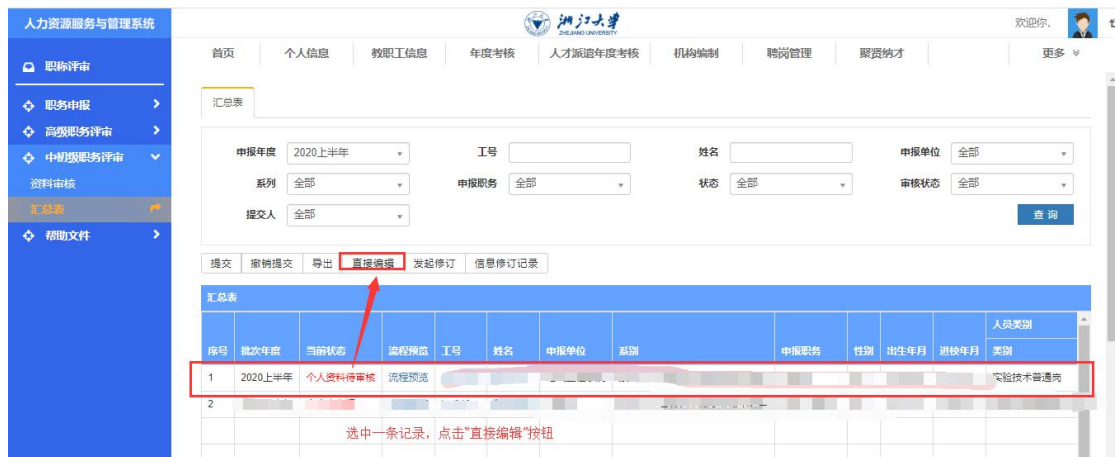 人力资源服务与管理系统
浙江大学
ZHEJIANG UNIVERSITY
欢迎你,
首页 个人信息 教职工信息 年度考核 人才派遣年度考核 机构编制 聘岗管理 聚贤纳才 更多
职称评审
职务申报
高级职务评审
中初级职务评审
资料审核
汇总表
帮助文件
汇总表
申报年度 2020上半年 工号 姓名 申报单位 全部
系列 全部 申报职务 全部 状态 全部 审核状态 全部
提交人 全部 查 询
提交 撤销提交 导出 直接编辑 发起修订 信息修订记录
汇总表
人员类别
序号 批次年度 当前状态 流程预览 工号 姓名 申报单位 系别 申报职务 性别 出生年月 进校年月 类别
1 2020上半年 个人资料待审核 流程预览 实验技术普通岗
2
选中一条记录，点击"直接编辑"按钮